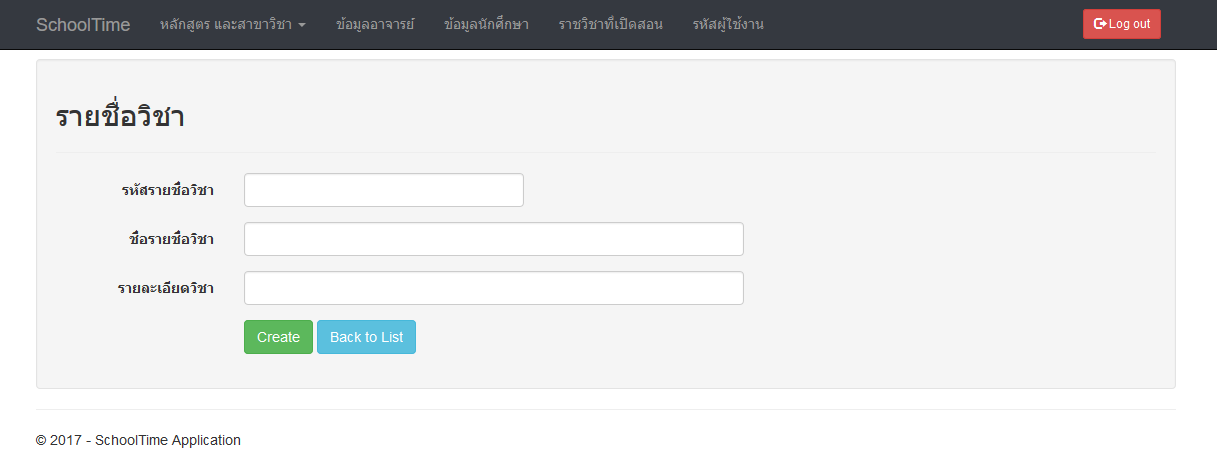 SchoolTime หลักสูตร และสาขาวิชา ข้อมูลอาจารย์ ข้อมูลนักศึกษา ราชวิชาที่เปิดสอน รหัสผู้ใช้งาน Log out
รายชื่อวิชา
รหัสรายชื่อวิชา
ชื่อรายชื่อวิชา
รายละเอียดวิชา
Create Back to List
© 2017 - SchoolTime Application